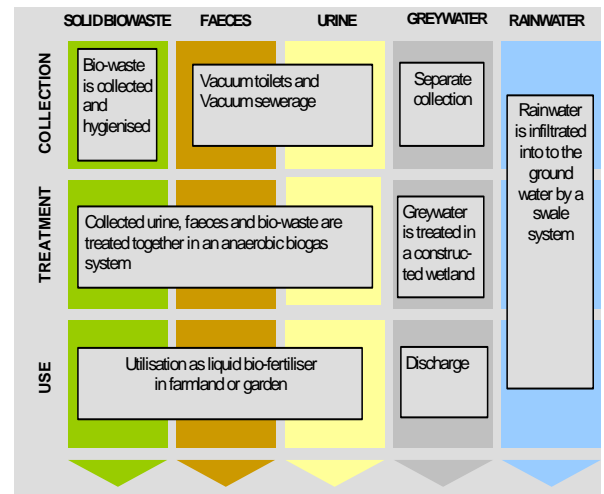 SOLID BIOWASTE FAECES URINE GREYWATER RAINWATER
COLLECTION
Bio-waste
is collected
and
hygienised
Vacuum toilets and
Vacuum sewerage
Separate
collection
Rainwater
is infiltrated
into to the
ground
water by a
swale
system
TREATMENT
Collected urine, faeces and bio-waste are
treated together in an anaerobic biogas
system
Greywater
is treated in
a construc-
ted wetland
USE
Utilisation as liquid bio-fertiliser
in farmland or garden
Discharge